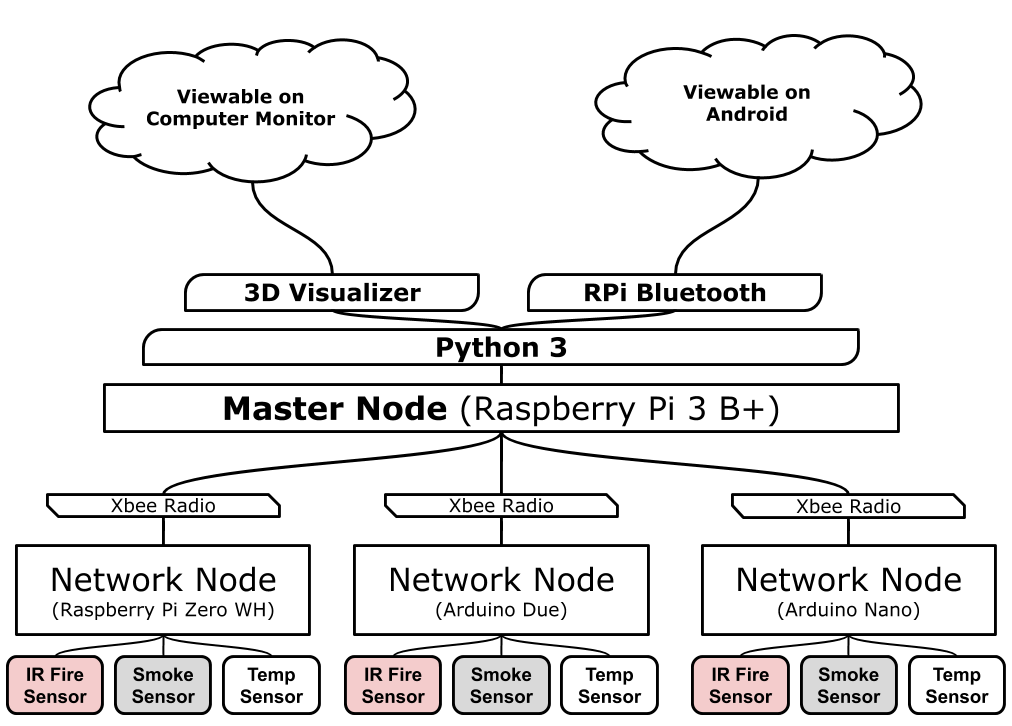 Viewable on
Computer Monitor
Viewable on
Android
3D Visualizer
RPi Bluetooth
Python 3
Master Node (Raspberry Pi 3 B+)
Xbee Radio
Xbee Radio
Xbee Radio
Network Node
(Raspberry Pi Zero WH)
Network Node
(Arduino Due)
Network Node
(Arduino Nano)
IR Fire
Sensor
Smoke
Sensor
Temp
Sensor
IR Fire
Sensor
Smoke
Sensor
Temp
Sensor
IR Fire
Sensor
Smoke
Sensor
Temp
Sensor